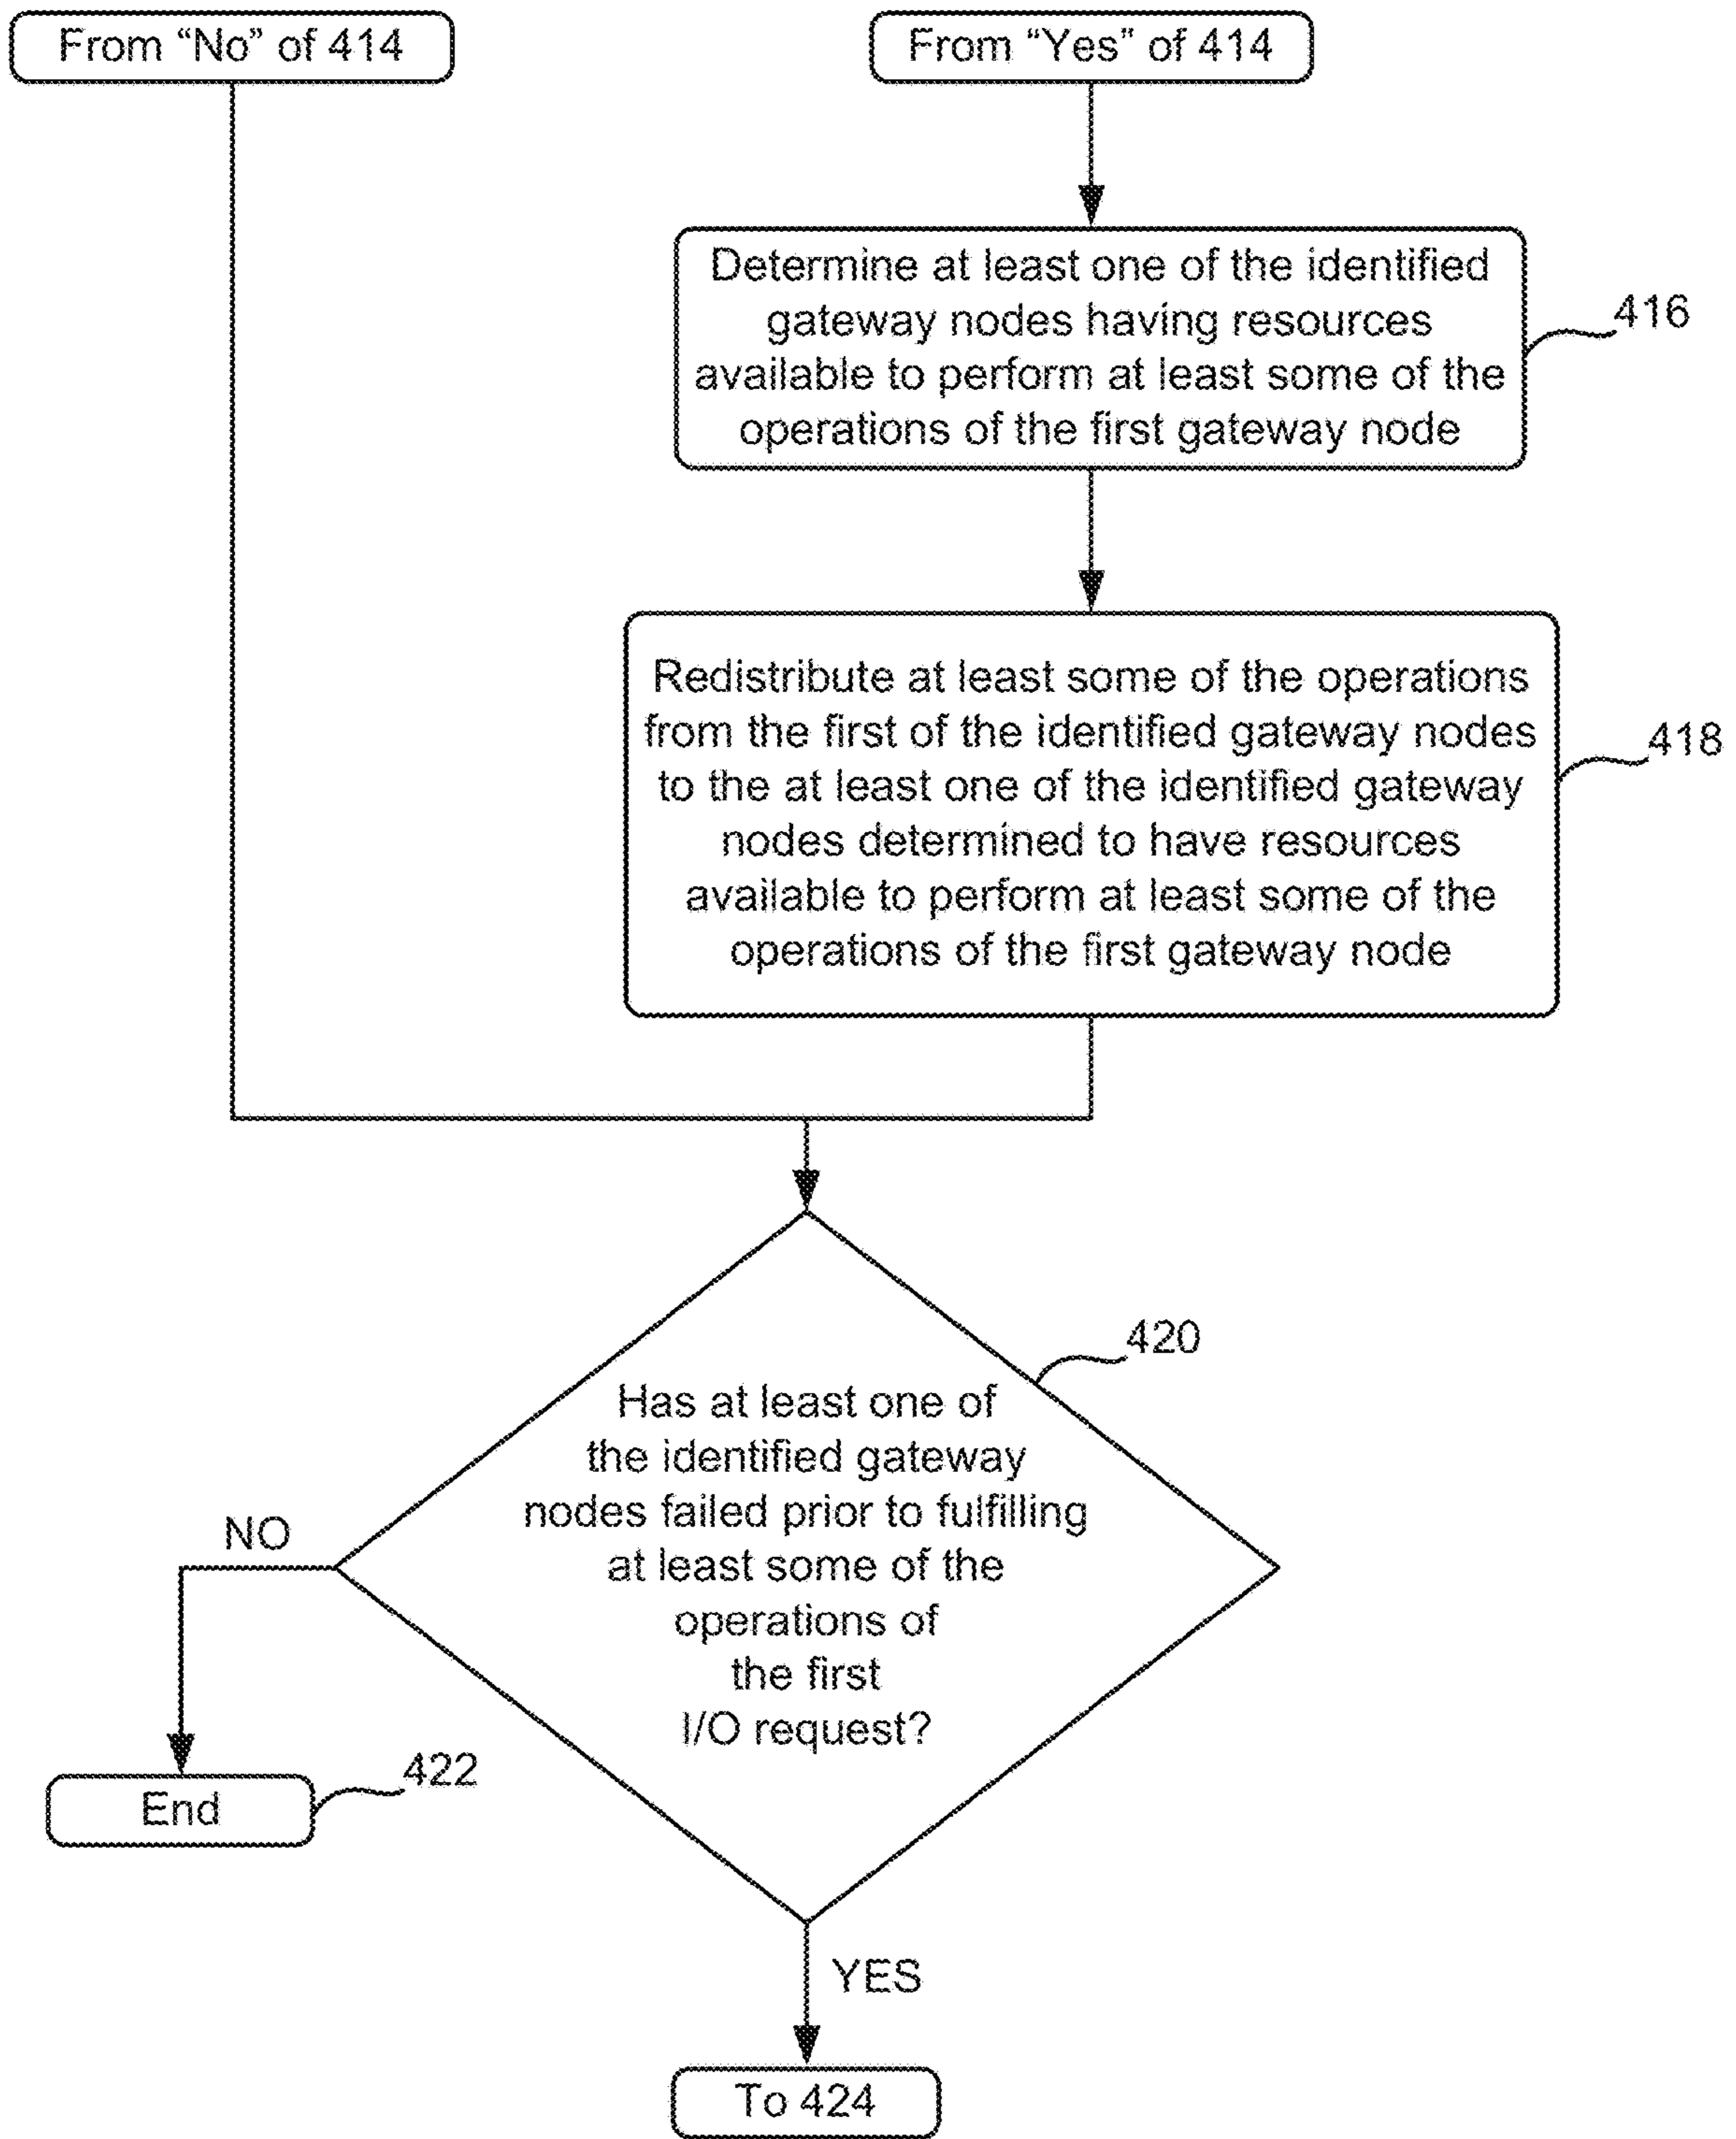 From “No” of 414
From “Yes” of 414
Determine at least one of the identified
gateway nodes having resources
available to perform at least some of the
operations of the first gateway node
416
Redistribute at least some of the operations
from the first of the identified gateway nodes
to the at least one of the identified gateway
nodes determined to have resources
available to perform at least some of the
operations of the first gateway node
418
420
Has at least one of
the identified gateway
nodes failed prior to fulfilling
at least some of the
operations of
the first
I/O request?
NO
422
End
YES
To 424